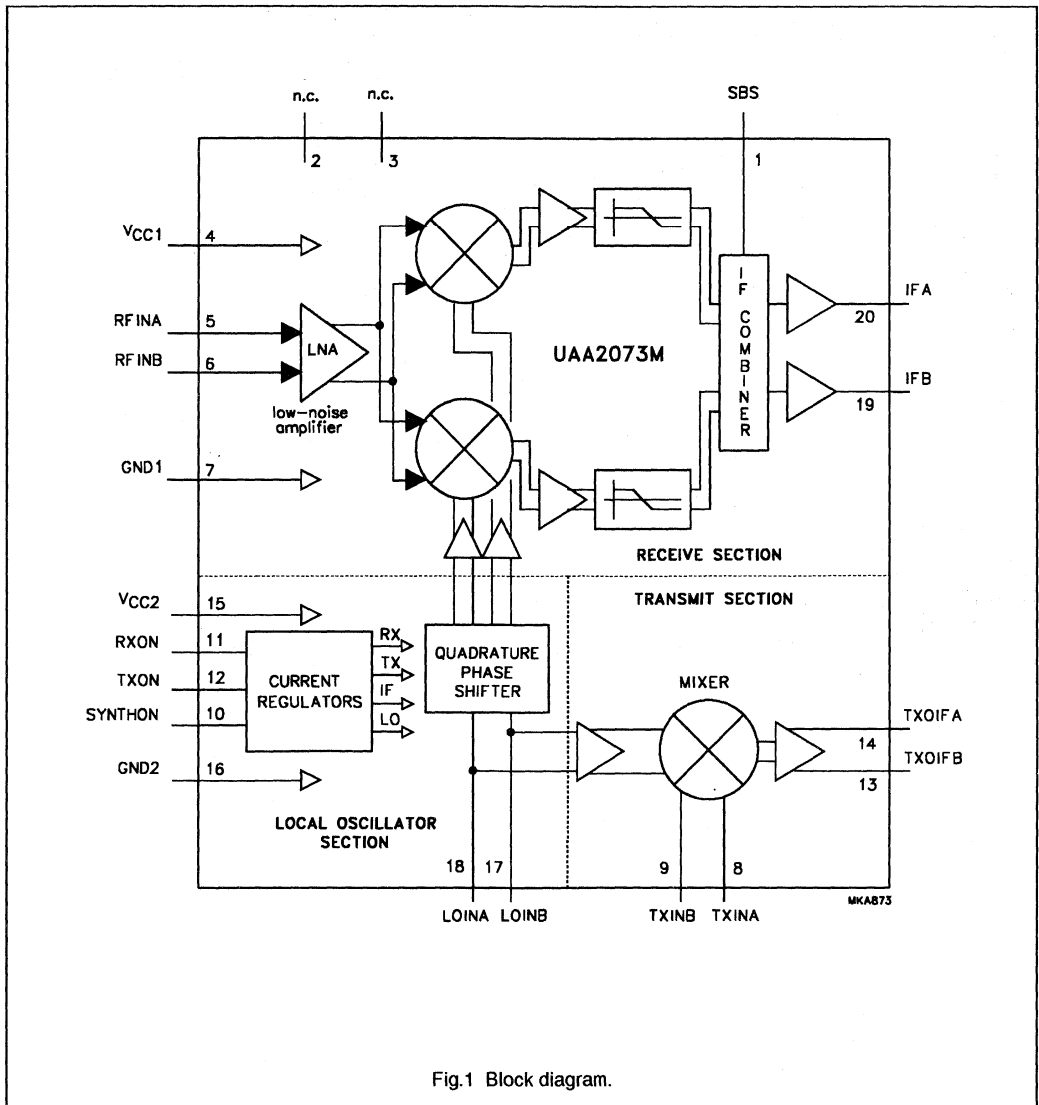 n.c.
n.c.
SBS
2
3
1
VCC1
4
RFINA
5
RFINB
6
LNA
low-noise
amplifier
GND1
7
UAA2073M
IF COMBINER
IFA
20
IFB
19
RECEIVE SECTION
TRANSMIT SECTION
VCC2
15
RXON
11
TXON
12
SYNTHON
10
GND2
16
CURRENT
REGULATORS
RX
TX
IF
LO
QUADRATURE
PHASE
SHIFTER
MIXER
TXOIFA
14
TXOIFB
13
LOCAL OSCILLATOR
SECTION
18
17
9
8
LOINA
LOINB
TXINB
TXINA
MKA873
Fig.1 Block diagram.